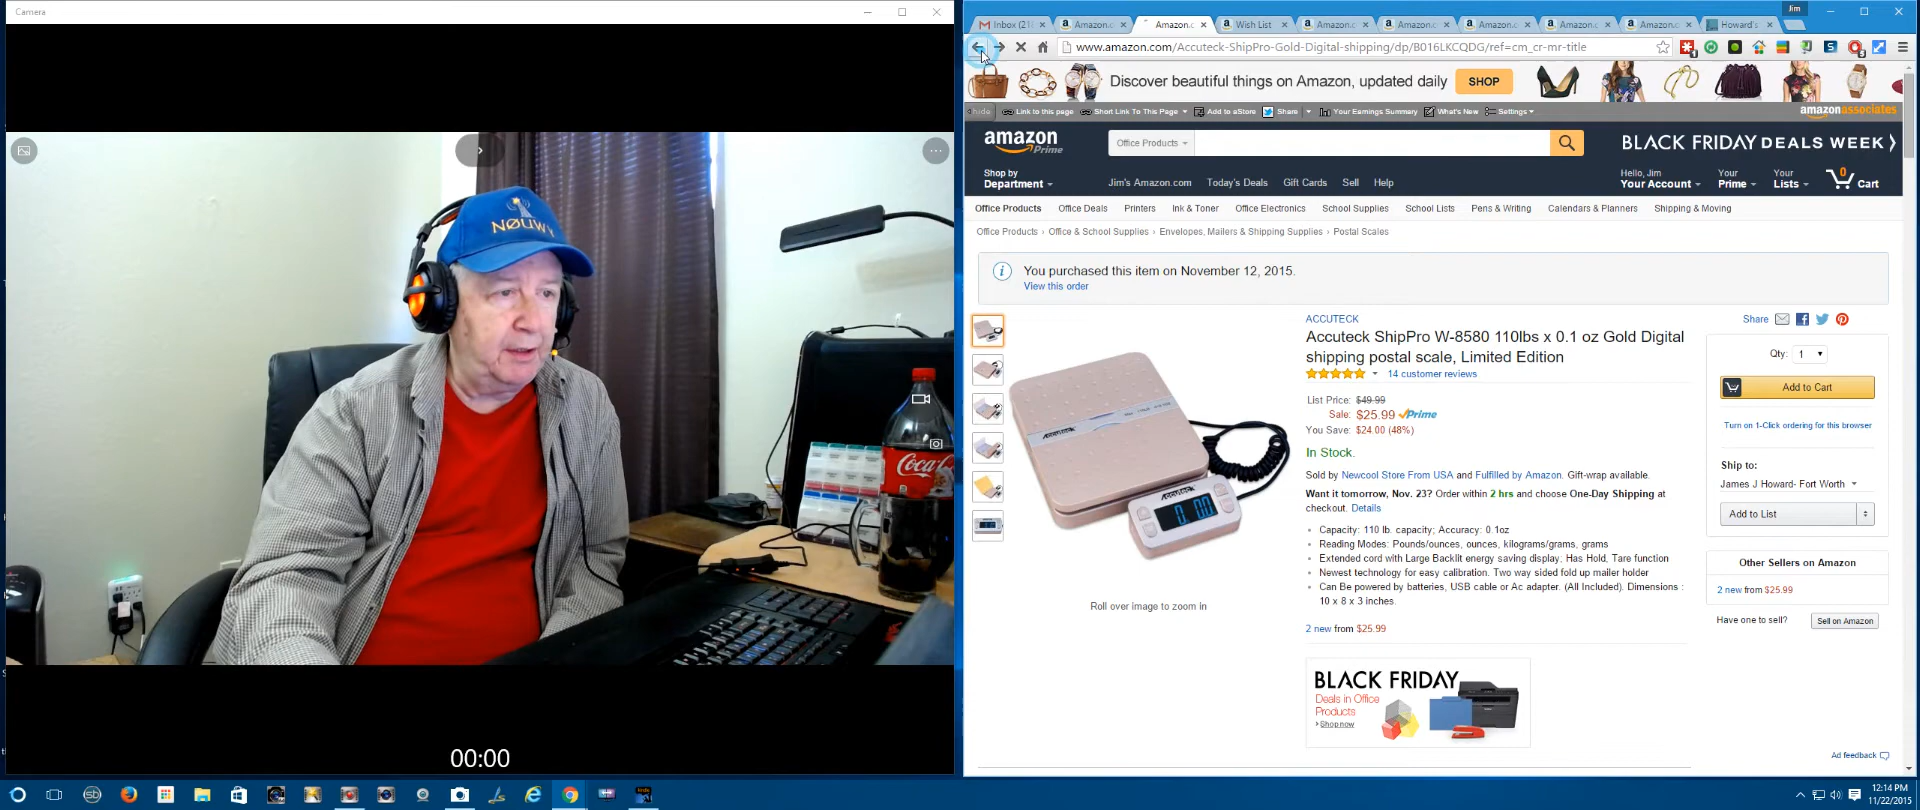 Camera
Inbox (21
Amazon.c
Amazon.c
Wish List
Amazon.c
Amazon.c
Amazon.c
Amazon.c
Amazon.c
Howard's
Jim
www.amazon.com/Accuteck-ShipPro-Gold-Digital-shipping/dp/B016LKCQDG/ref=cm_cr-mr-title
Discover beautiful things on Amazon, updated daily
SHOP
hide
Link to this page
Short Link To This Page
Add to eStore
Share
Your Earnings Summary
What's New
Settings
amazonassociates
amazon
Prime
Office Products
BLACK FRIDAY DEALS WEEK
Shop by
Department
Jim's Amazon.com
Today's Deals
Gift Cards
Sell
Help
Hello, Jim
Your Account
Your
Prime
Your
Lists
0
Cart
Office Products
Office Deals
Printers
Ink & Toner
Office Electronics
School Supplies
School Lists
Pens & Writing
Calendars & Planners
Shipping & Moving
Office Products › Office & School Supplies › Envelopes, Mailers & Shipping Supplies › Postal Scales
You purchased this item on November 12, 2015.
View this order
ACCUTECK
Accuteck ShipPro W-8580 110lbs x 0.1 oz Gold Digital
shipping postal scale, Limited Edition
14 customer reviews
List Price: $49.99
Sale: $25.99 Prime
You Save: $24.00 (48%)
In Stock.
Sold by Newcool Store From USA and Fulfilled by Amazon. Gift-wrap available.
Want it tomorrow, Nov. 23? Order within 2 hrs and choose One-Day Shipping at
checkout. Details
Capacity: 110 lb. capacity; Accuracy: 0.1oz
Reading Modes: Pounds/ounces, ounces, kilograms/grams, grams
Extended cord with Large Backlit energy saving display; Has Hold, Tare function
Newest technology for easy calibration. Two way sided fold up mailer holder
Can be powered by batteries, USB cable or Ac adapter. (All Included). Dimensions :
10 x 8 x 3 inches.
2 new from $25.99
Roll over image to zoom in
Accuteck
Accuteck
0 0.0
Share
Qty: 1
Add to Cart
Turn on 1-Click ordering for this browser
Ship to:
James J Howard- Fort Worth
Add to List
Other Sellers on Amazon
2 new from $25.99
Have one to sell?
Sell on Amazon
BLACK FRIDAY
Deals in Office
Products
› Shop now
Ad feedback
NØUWY
Coca-Co
00:00
12:14 PM
11/22/2015